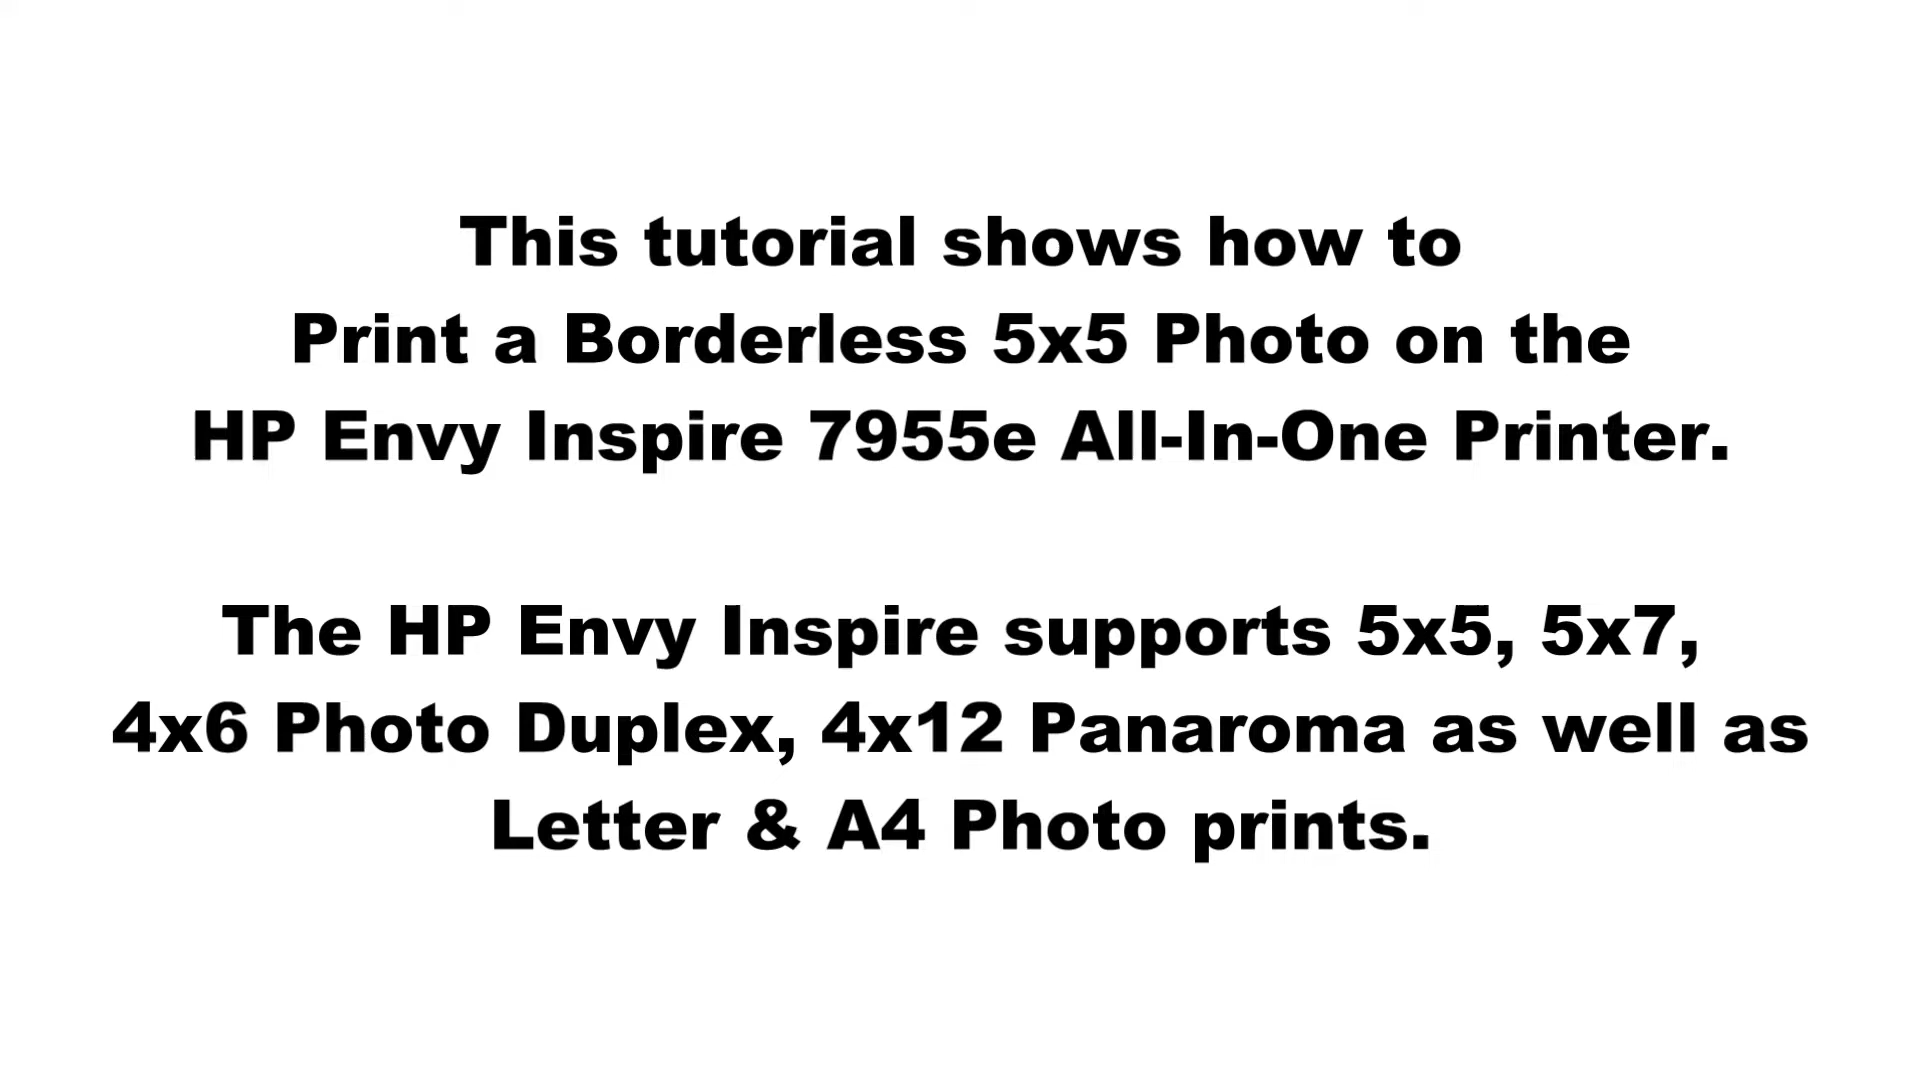 This tutorial shows how to
Print a Borderless 5x5 Photo on the
HP Envy Inspire 7955e All-In-One Printer.
The HP Envy Inspire supports 5x5, 5x7,
4x6 Photo Duplex, 4x12 Panaroma as well as
Letter & A4 Photo prints.